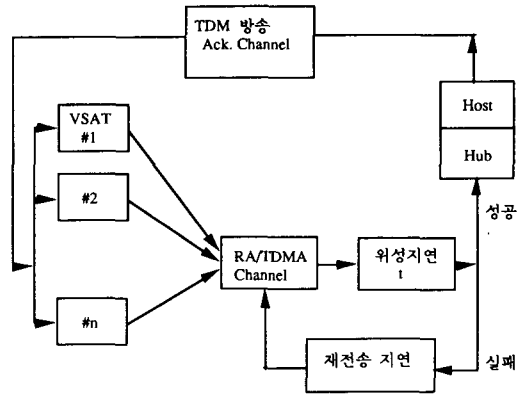 TDM 방송
Ack. Channel
Host
Hub
VSAT
#1
#2
#n
RA/TDMA
Channel
위성지연
t
성공
재전송 지연
실패